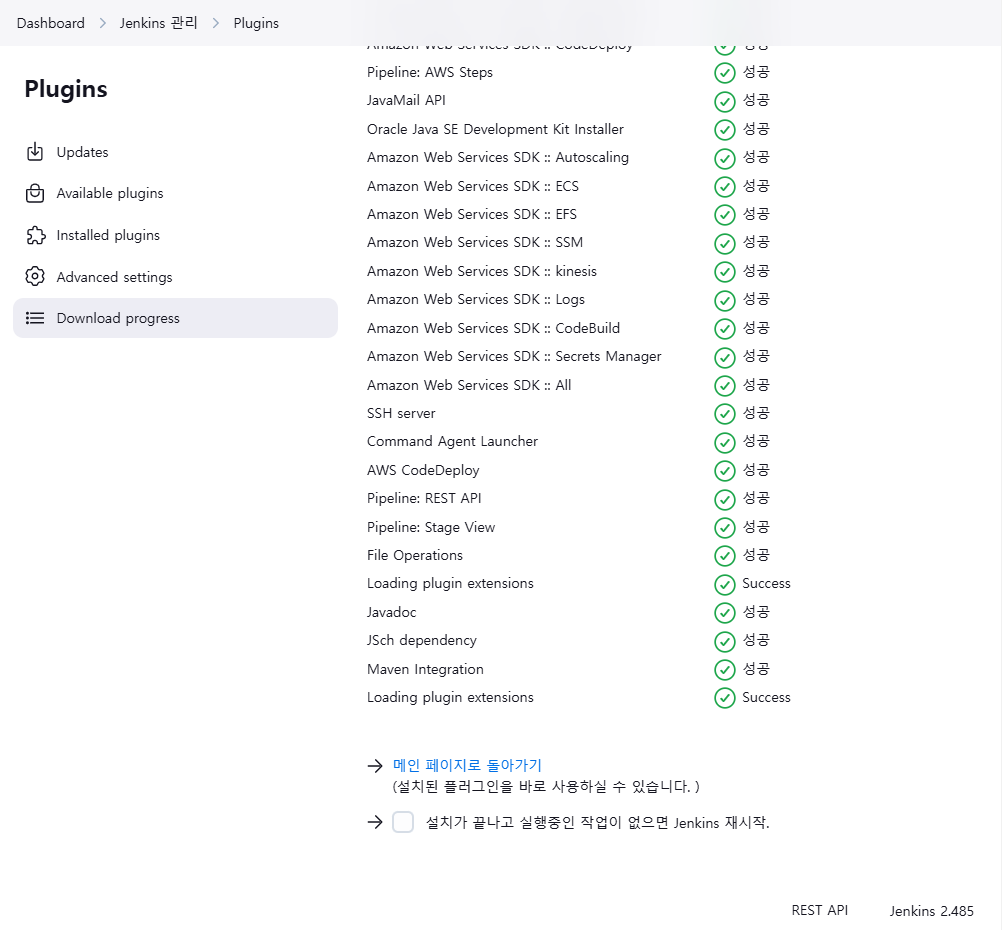 Dashboard > Jenkins 관리 > Plugins
Plugins
Updates
Available plugins
Installed plugins
Advanced settings
Download progress
Amazon Web Services SDK :: CodeDeploy 성공
Pipeline: AWS Steps 성공
JavaMail API 성공
Oracle Java SE Development Kit Installer 성공
Amazon Web Services SDK :: Autoscaling 성공
Amazon Web Services SDK :: ECS 성공
Amazon Web Services SDK :: EFS 성공
Amazon Web Services SDK :: SSM 성공
Amazon Web Services SDK :: kinesis 성공
Amazon Web Services SDK :: Logs 성공
Amazon Web Services SDK :: CodeBuild 성공
Amazon Web Services SDK :: Secrets Manager 성공
Amazon Web Services SDK :: All 성공
SSH server 성공
Command Agent Launcher 성공
AWS CodeDeploy 성공
Pipeline: REST API 성공
Pipeline: Stage View 성공
File Operations 성공
Loading plugin extensions Success
Javadoc 성공
JSch dependency 성공
Maven Integration 성공
Loading plugin extensions Success
→ 메인 페이지로 돌아가기
(설치된 플러그인을 바로 사용하실 수 있습니다. )
→ 설치가 끝나고 실행중인 작업이 없으면 Jenkins 재시작.
REST API Jenkins 2.485